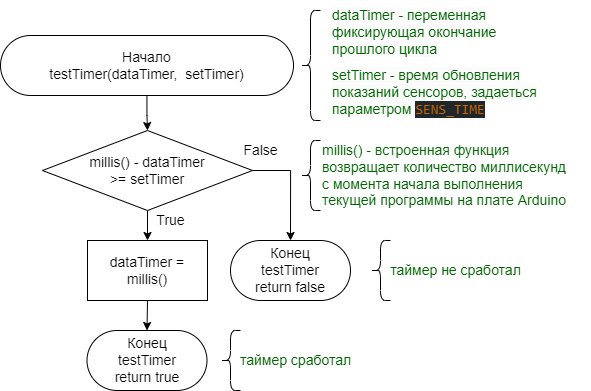 Начало
testTimer(dataTimer, setTimer)
dataTimer - переменная
фиксирующая окончание
прошлого цикла
setTimer - время обновления
показаний сенсоров, задаеться
параметром SENS_TIME
millis() - dataTimer
>= setTimer
False
True
millis() - встроенная функция
возвращает количество миллисекунд
с момента начала выполнения
текущей программы на плате Arduino
dataTimer =
millis()
Конец
testTimer
return false
таймер не сработал
Конец
testTimer
return true
таймер сработал